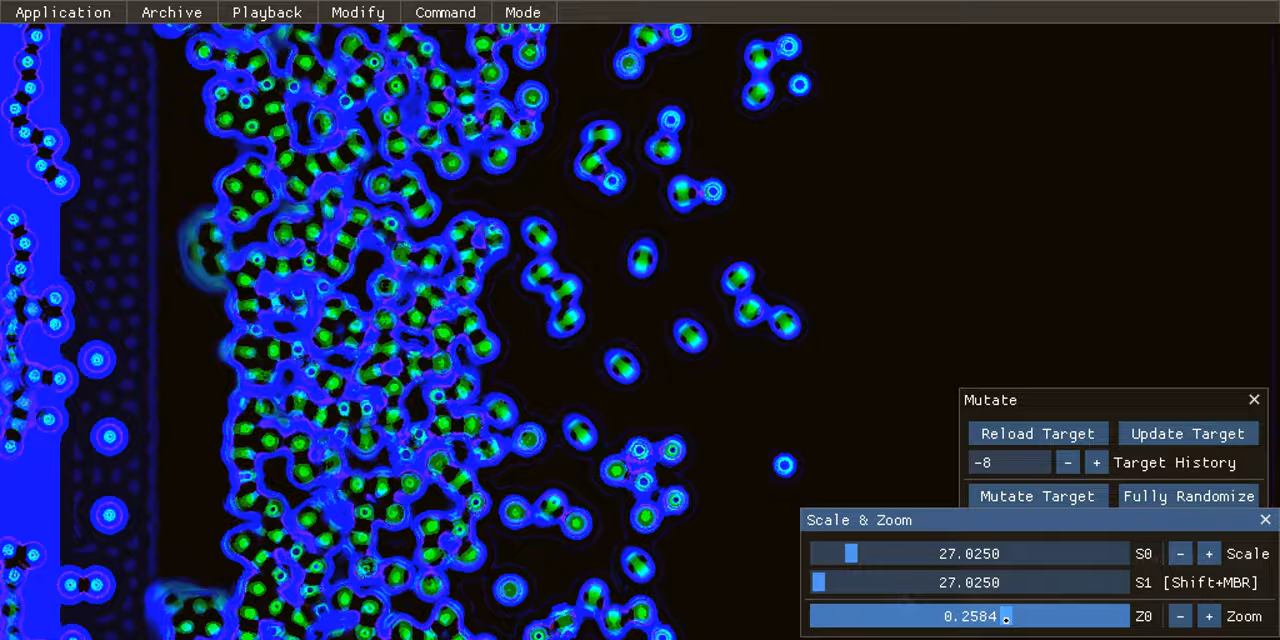 Application Archive Playback Modify Command Mode
Mutate
Reload Target Update Target
-8 - + Target History
Mutate Target Fully Randomize
Scale & Zoom
27.0250 S0 - + Scale
27.0250 S1 [Shift+MBR]
0.2584 Z0 - + Zoom